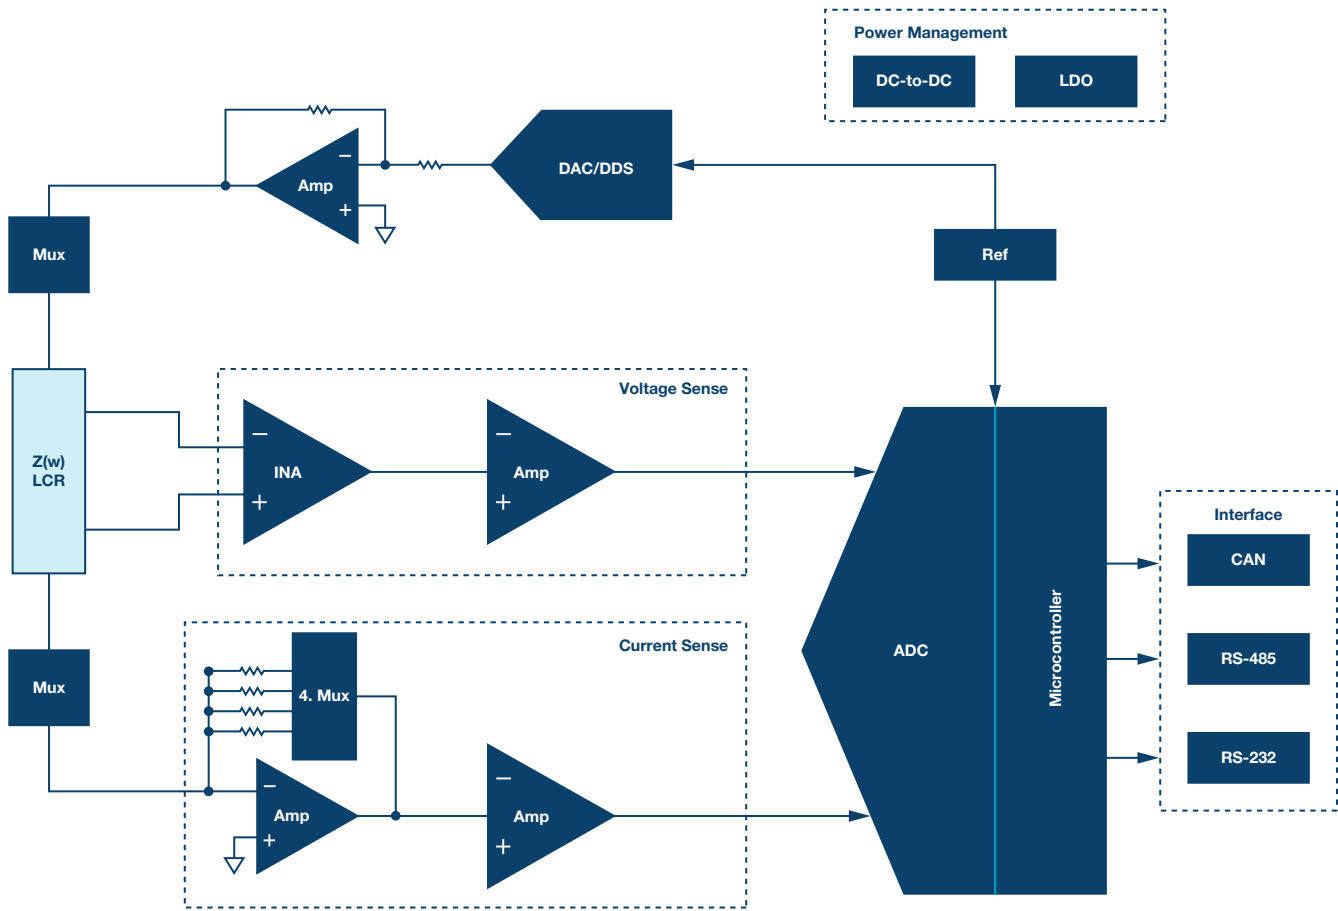 Power Management
DC-to-DC
LDO
DAC/DDS
−
Amp
+
Mux
Ref
Voltage Sense
−
INA
+
−
Amp
+
Z(w)
LCR
Interface
CAN
RS-485
RS-232
Current Sense
4. Mux
Mux
−
Amp
+
−
Amp
+
ADC
Microcontroller